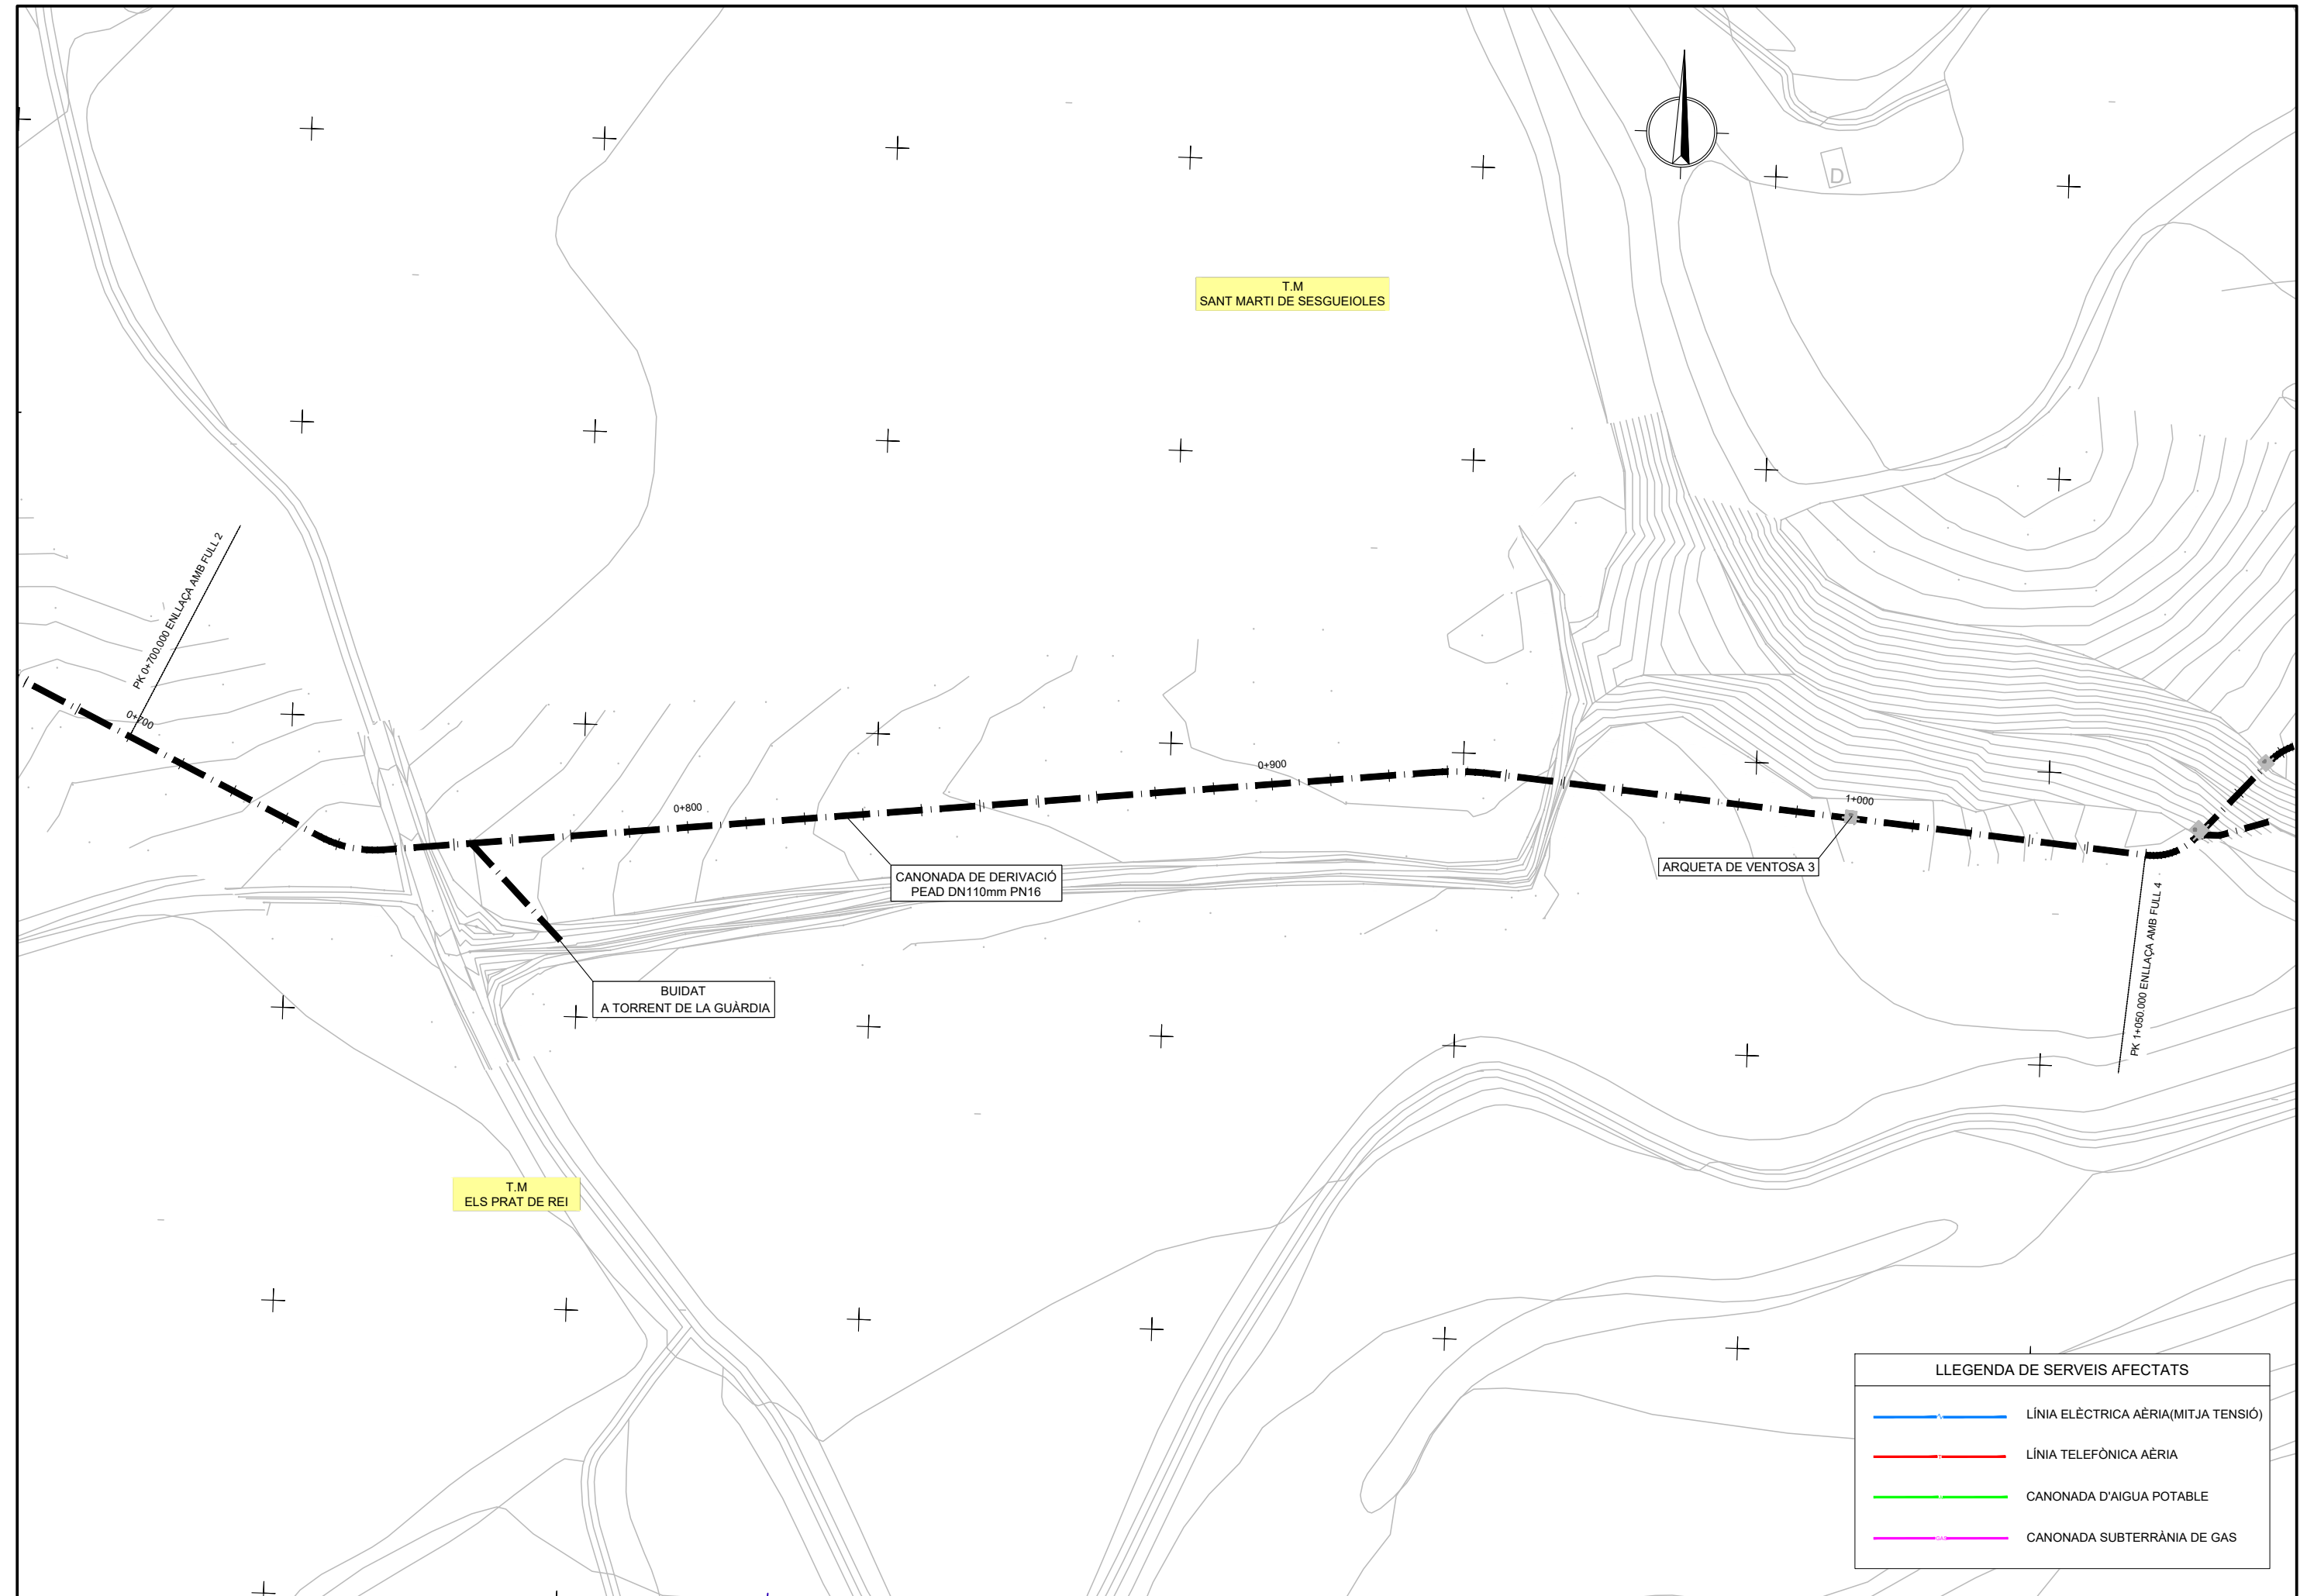 D
T.M
SANT MARTI DE SESGUEIOLES
PK 0+700.000 ENLLAÇA AMB FULL 2
0+700
0+800
0+900
1+000
CANONADA DE DERIVACIÓ
PEAD DN110mm PN16
ARQUETA DE VENTOSA 3
PK 1+050.000 ENLLAÇA AMB FULL 4
BUIDAT
A TORRENT DE LA GUÀRDIA
T.M
ELS PRAT DE REI
LLEGENDA DE SERVEIS AFECTATS
LÍNIA ELÈCTRICA AÈRIA(MITJA TENSIÓ)
LÍNIA TELEFÒNICA AÈRIA
CANONADA D'AIGUA POTABLE
CANONADA SUBTERRÀNIA DE GAS